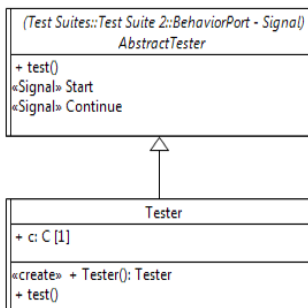 (Test Suites::Test Suite 2::BehaviorPort - Signal)
AbstractTester
+ test()
«Signal» Start
«Signal» Continue
Tester
+ c: C [1]
«create» + Tester(): Tester
+ test()